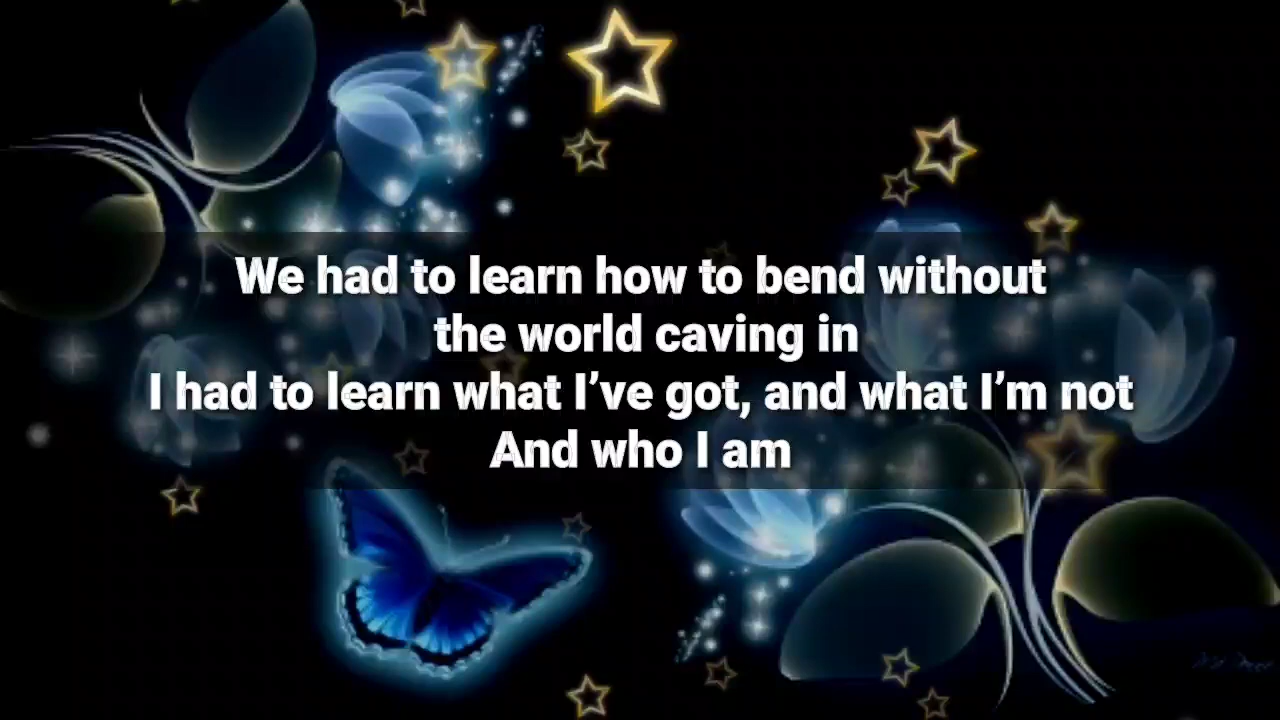 We had to learn how to bend without
the world caving in
I had to learn what I’ve got, and what I’m not
And who I am